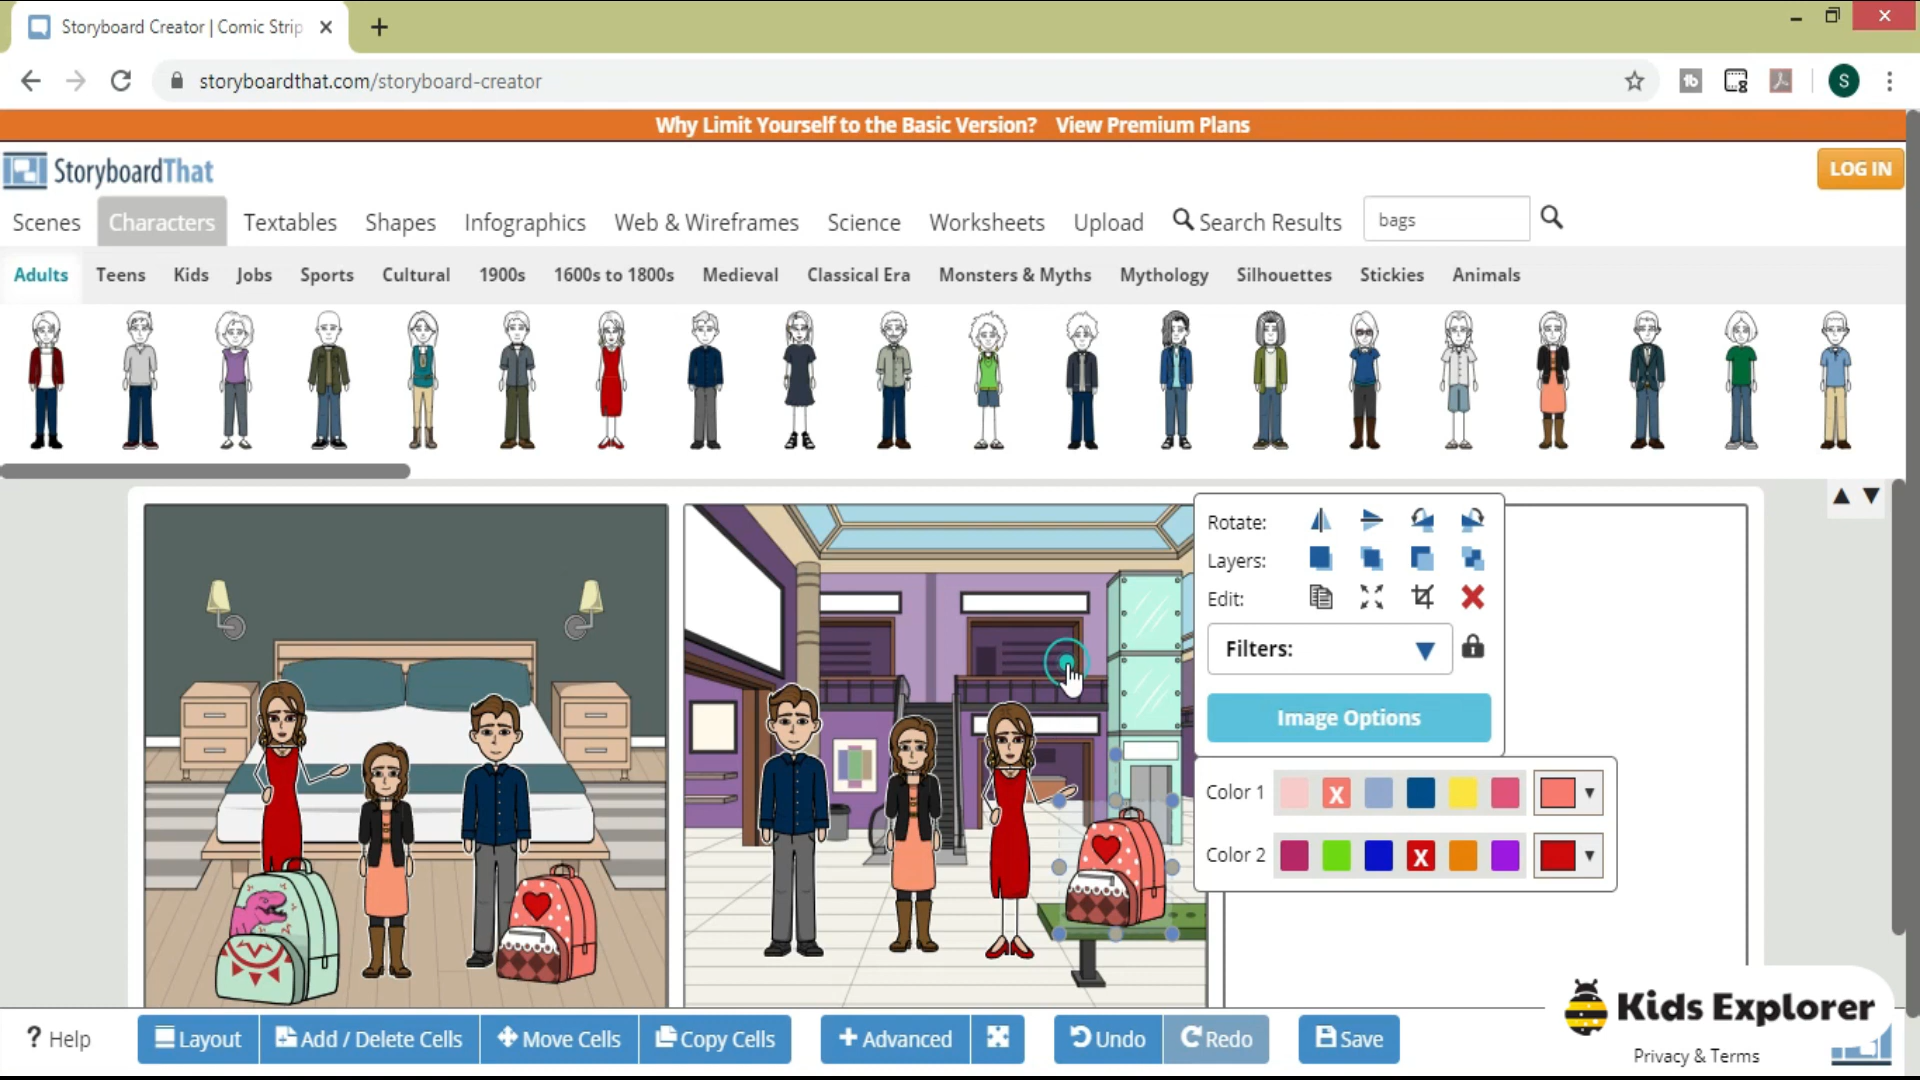 Storyboard Creator | Comic Strip
storyboardthat.com/storyboard-creator
S
Why Limit Yourself to the Basic Version? View Premium Plans
StoryboardThat
LOG IN
Scenes Characters Textables Shapes Infographics Web & Wireframes Science Worksheets Upload Search Results bags
Adults Teens Kids Jobs Sports Cultural 1900s 1600s to 1800s Medieval Classical Era Monsters & Myths Mythology Silhouettes Stickies Animals
Rotate:
Layers:
Edit:
Filters:
Image Options
Color 1 X
Color 2 X
Kids Explorer
? Help Layout Add / Delete Cells Move Cells Copy Cells Advanced Undo Redo Save
Privacy & Terms